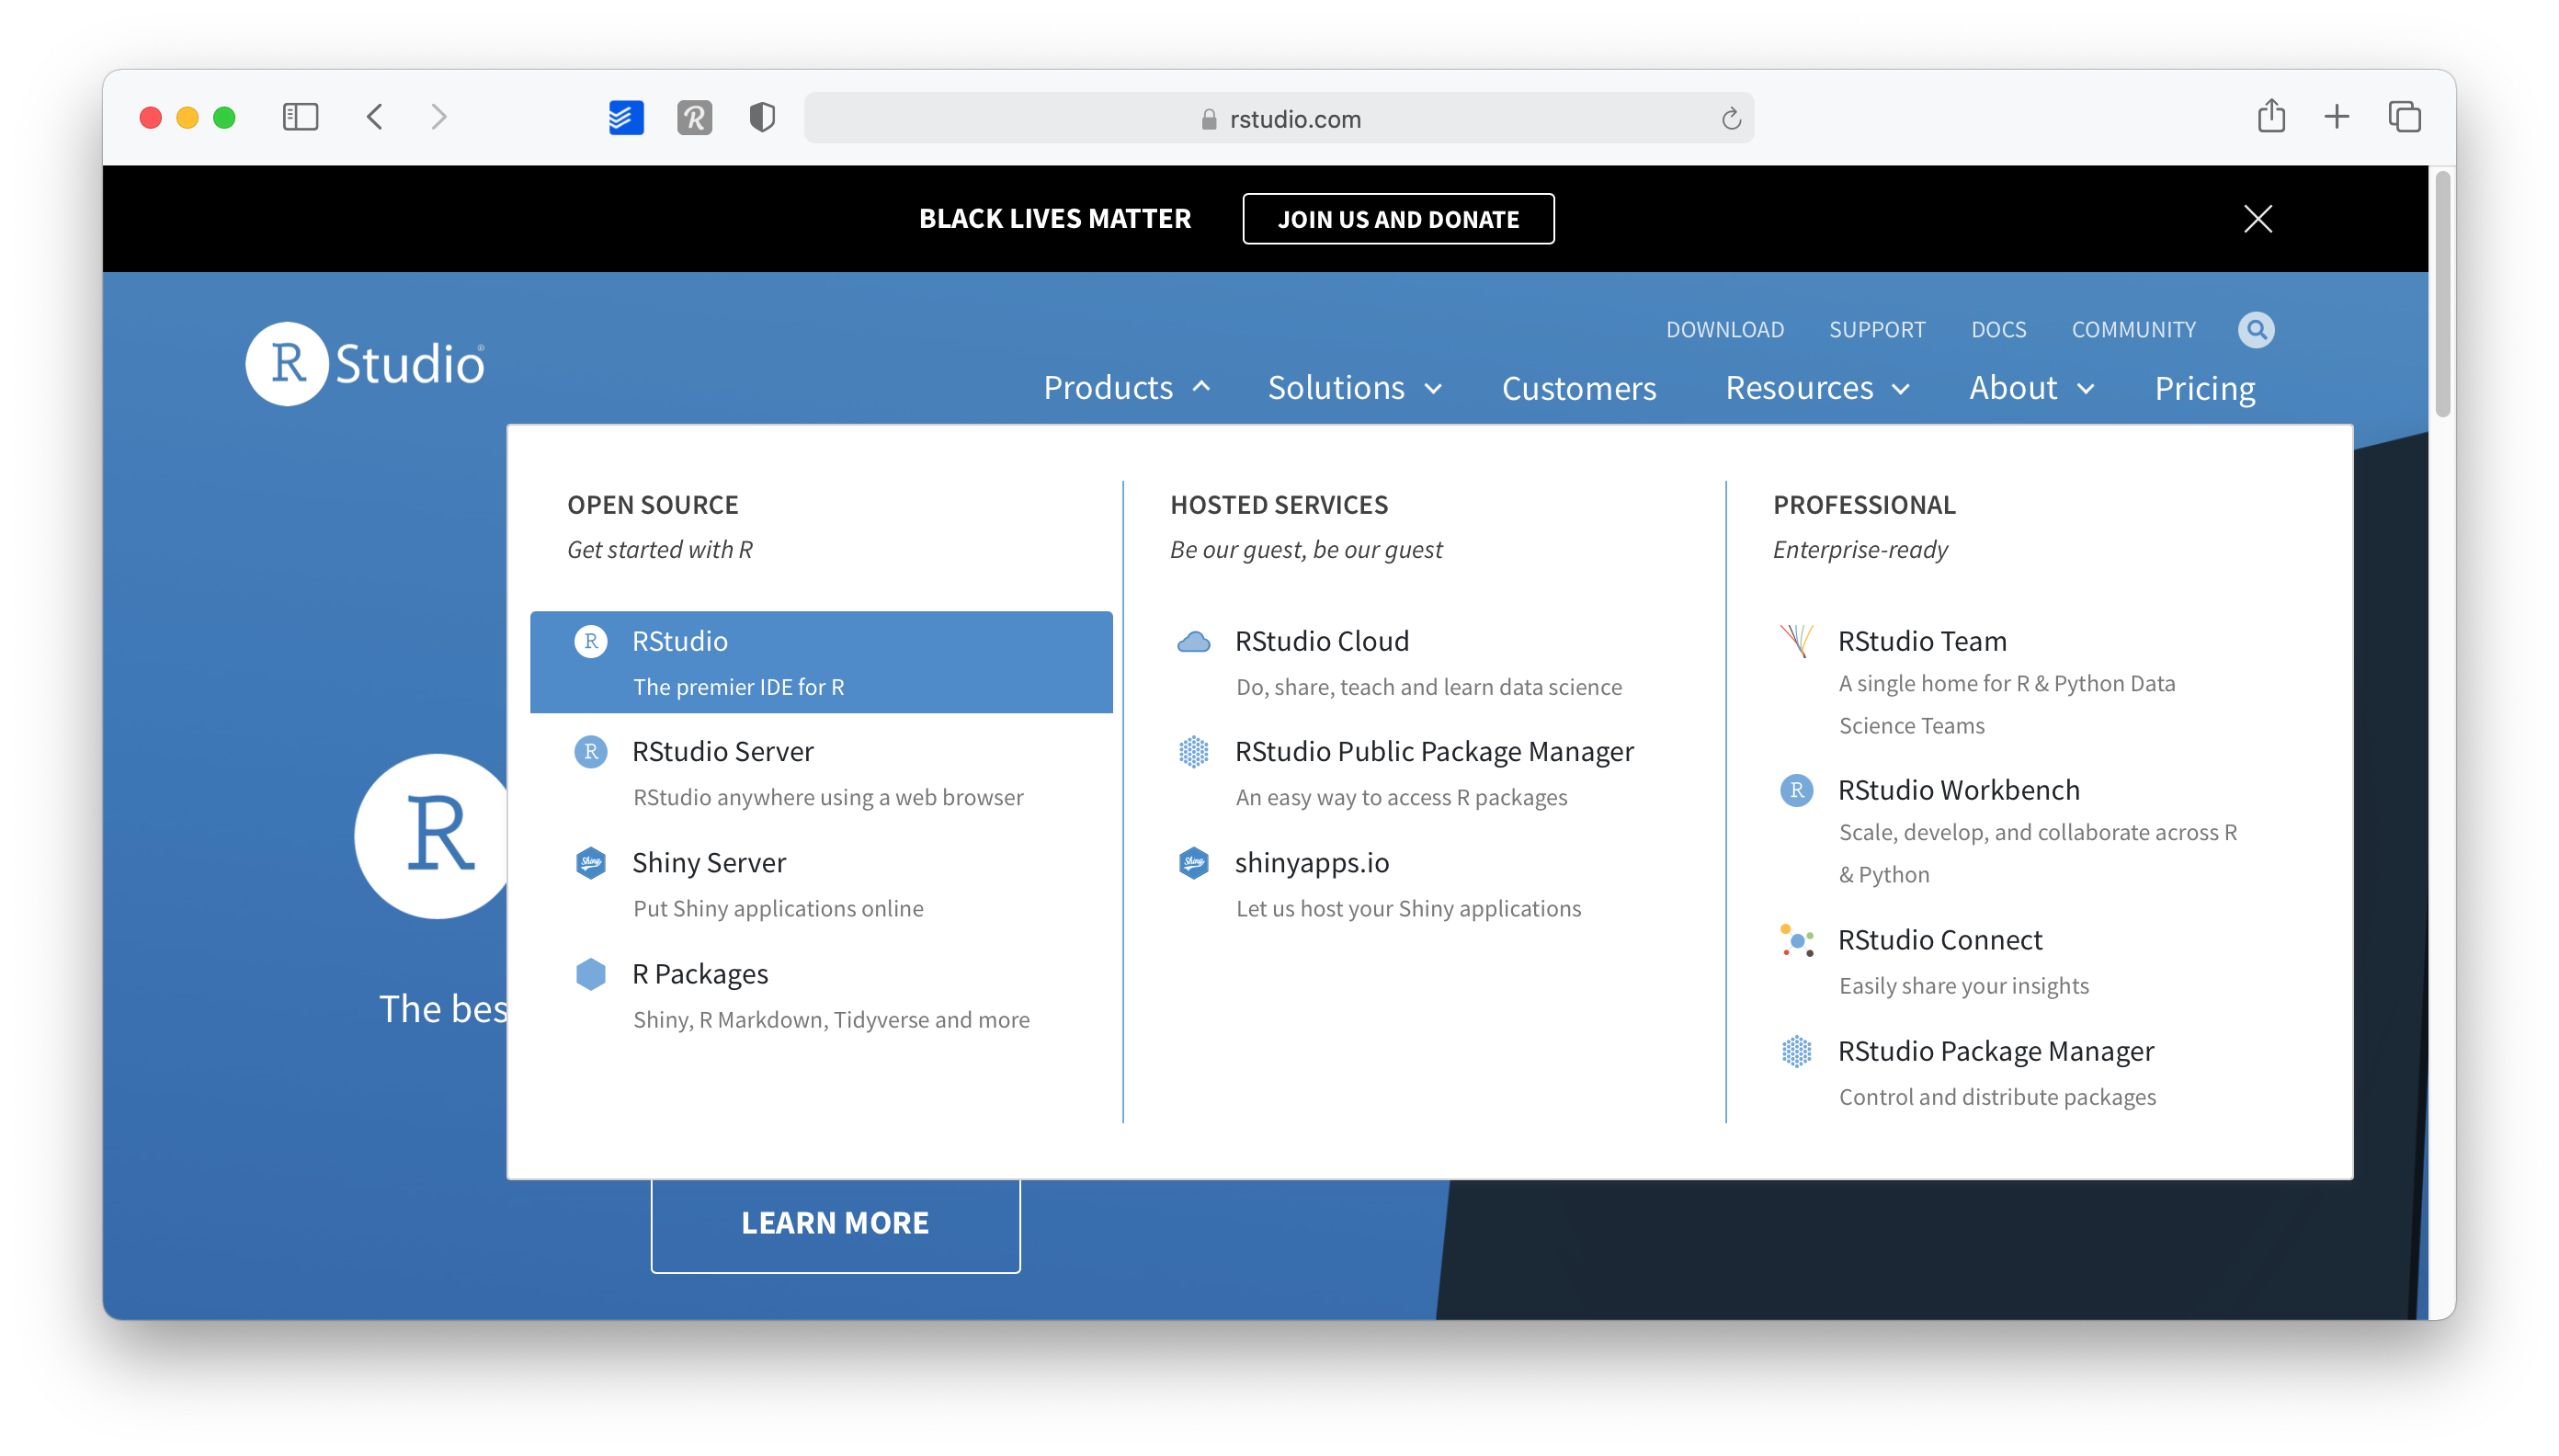 rstudio.com
BLACK LIVES MATTER
JOIN US AND DONATE
R Studio®
DOWNLOAD SUPPORT DOCS COMMUNITY
Products Solutions Customers Resources About Pricing
OPEN SOURCE
Get started with R
R RStudio
The premier IDE for R
R RStudio Server
RStudio anywhere using a web browser
Shiny Shiny Server
Put Shiny applications online
R Packages
Shiny, R Markdown, Tidyverse and more
HOSTED SERVICES
Be our guest, be our guest
RStudio Cloud
Do, share, teach and learn data science
RStudio Public Package Manager
An easy way to access R packages
Shiny shinyapps.io
Let us host your Shiny applications
PROFESSIONAL
Enterprise-ready
RStudio Team
A single home for R & Python Data
Science Teams
R RStudio Workbench
Scale, develop, and collaborate across R
& Python
RStudio Connect
Easily share your insights
RStudio Package Manager
Control and distribute packages
R
The bes
LEARN MORE